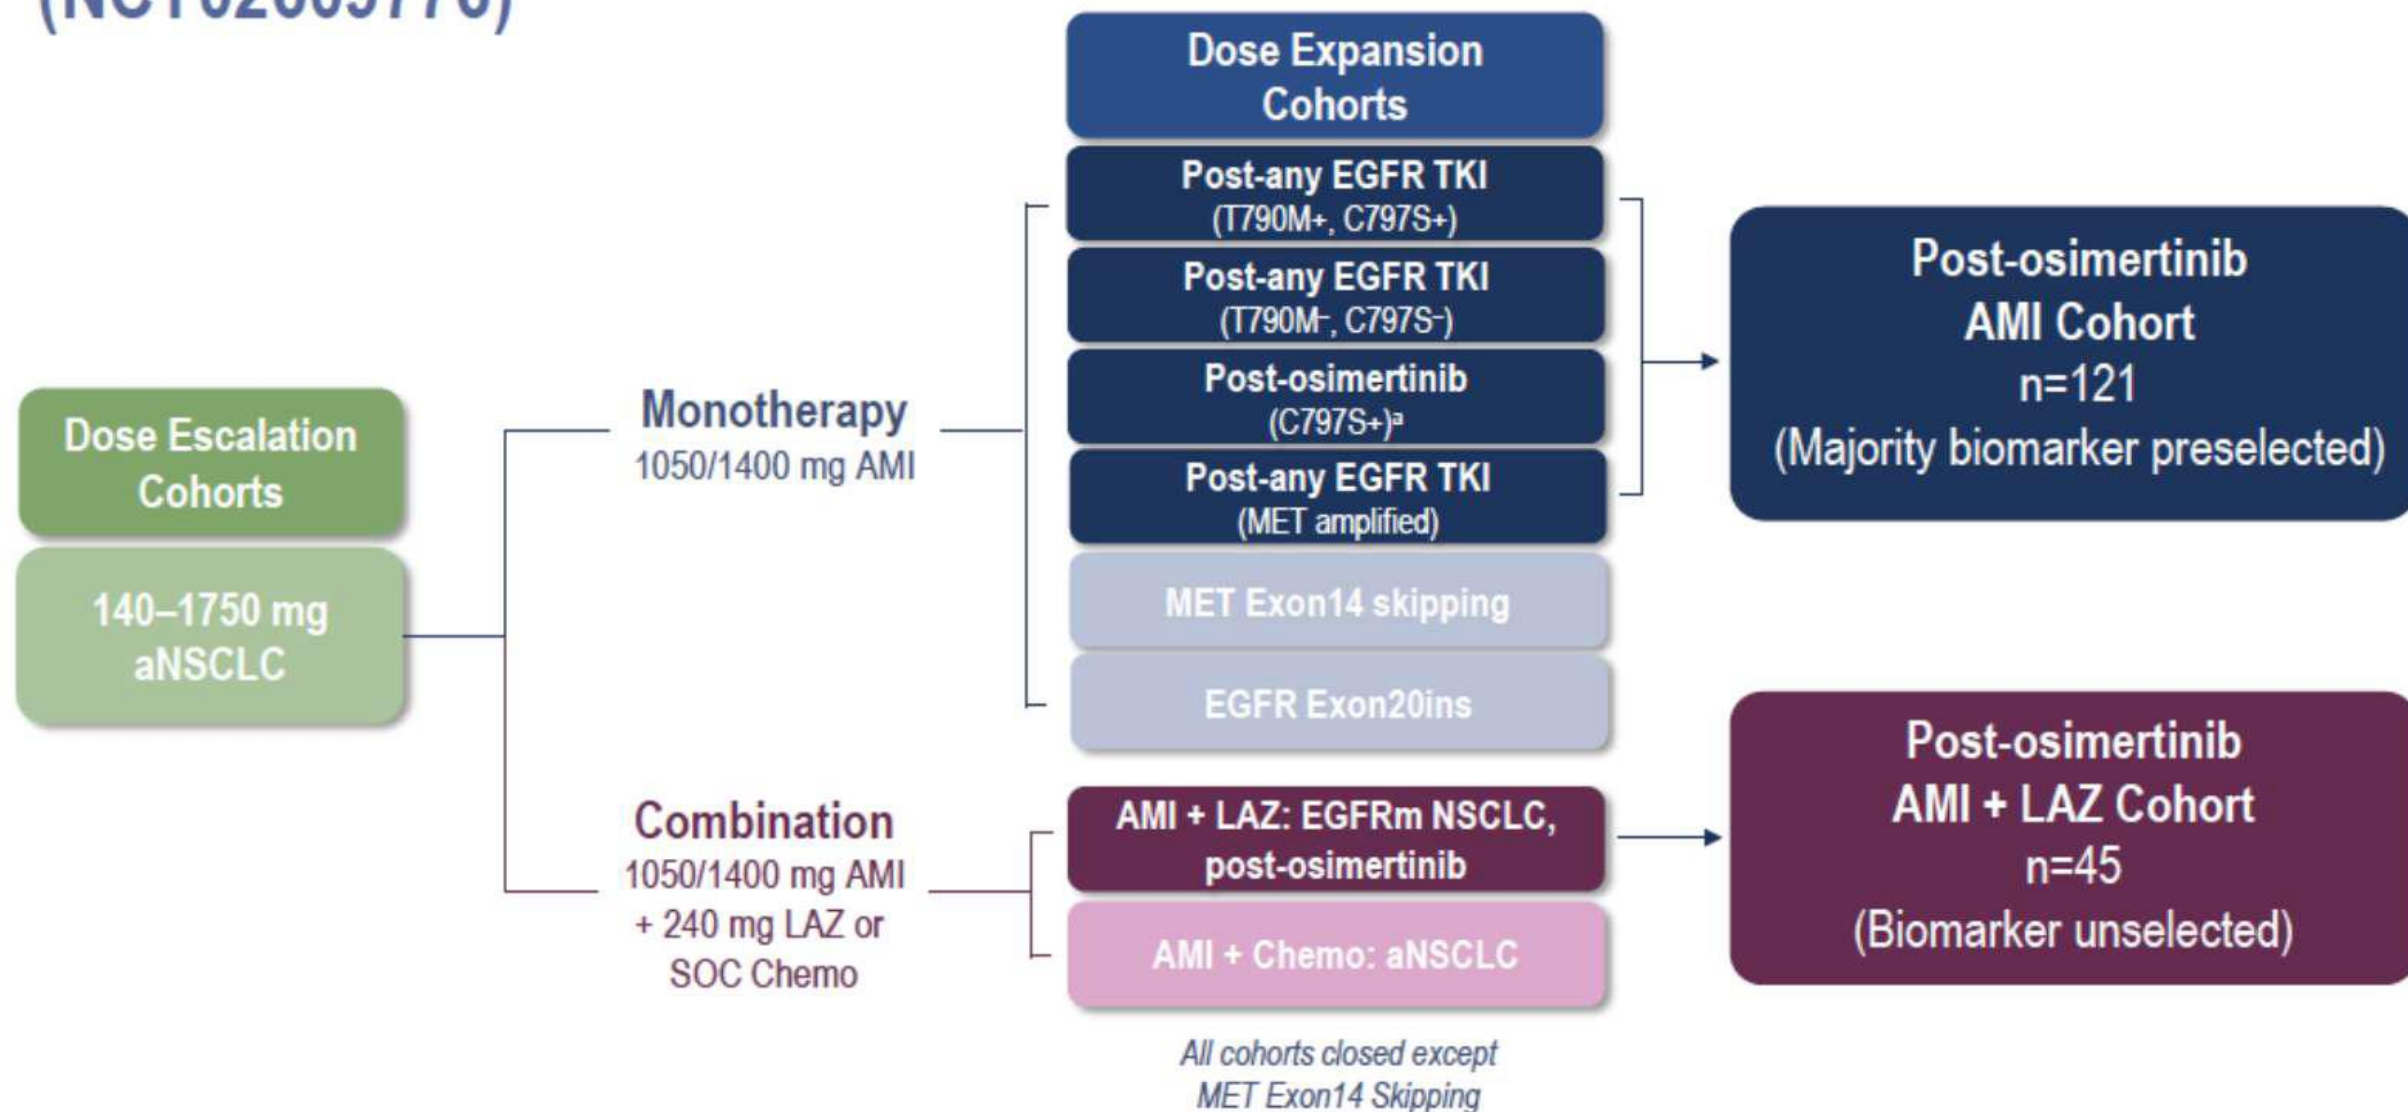 (NCT02609776)
Dose Escalation
Cohorts
140–1750 mg
aNSCLC
Monotherapy
1050/1400 mg AMI
Combination
1050/1400 mg AMI
+ 240 mg LAZ or
SOC Chemo
Dose Expansion
Cohorts
Post-any EGFR TKI
(T790M+, C797S+)
Post-any EGFR TKI
(T790M–, C797S–)
Post-osimertinib
(C797S+)ᵃ
Post-any EGFR TKI
(MET amplified)
MET Exon14 skipping
EGFR Exon20ins
AMI + LAZ: EGFRm NSCLC,
post-osimertinib
AMI + Chemo: aNSCLC
All cohorts closed except
MET Exon14 Skipping
Post-osimertinib
AMI Cohort
n=121
(Majority biomarker preselected)
Post-osimertinib
AMI + LAZ Cohort
n=45
(Biomarker unselected)